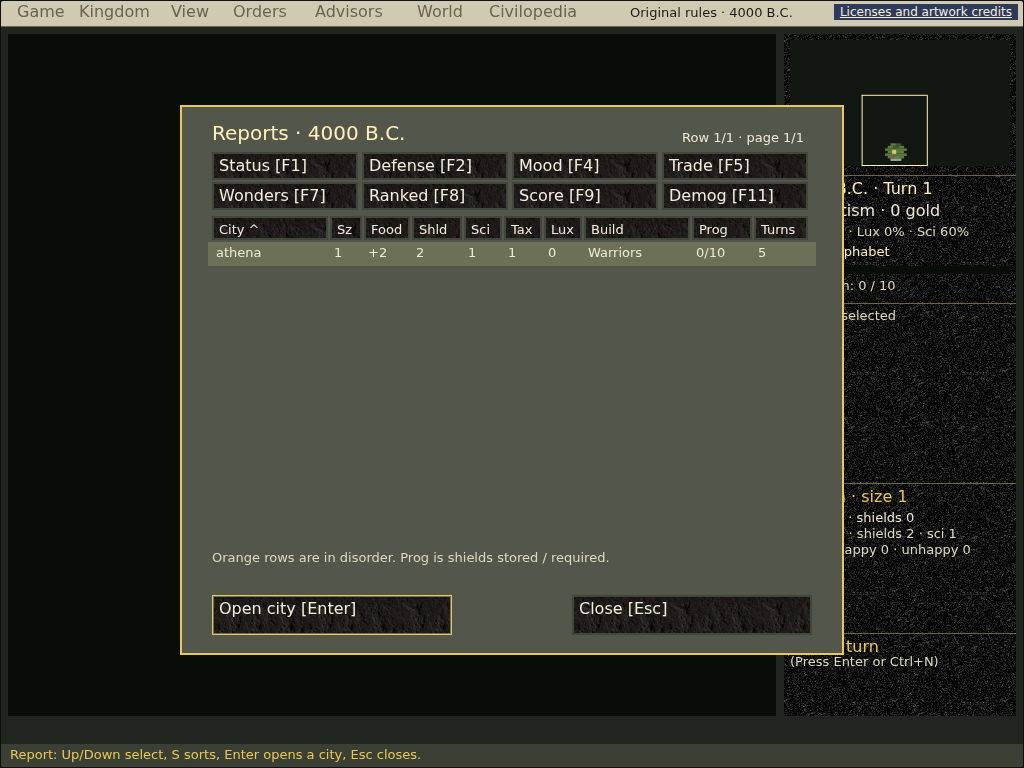 Game Kingdom View Orders Advisors World Civilopedia Original rules · 4000 B.C. Licenses and artwork credits
Reports · 4000 B.C.
Row 1/1 · page 1/1
Status [F1] Defense [F2] Mood [F4] Trade [F5]
Wonders [F7] Ranked [F8] Score [F9] Demog [F11]
City ^ Sz Food Shld Sci Tax Lux Build Prog Turns
athena 1 +2 2 1 1 0 Warriors 0/10 5
Orange rows are in disorder. Prog is shields stored / required.
Open city [Enter] Close [Esc]
.C. · Turn 1
tism · 0 gold
· Lux 0% · Sci 60%
phabet
: 0 / 10
selected
· size 1
· shields 0
· shields 2 · sci 1
appy 0 · unhappy 0
turn
(Press Enter or Ctrl+N)
Report: Up/Down select, S sorts, Enter opens a city, Esc closes.